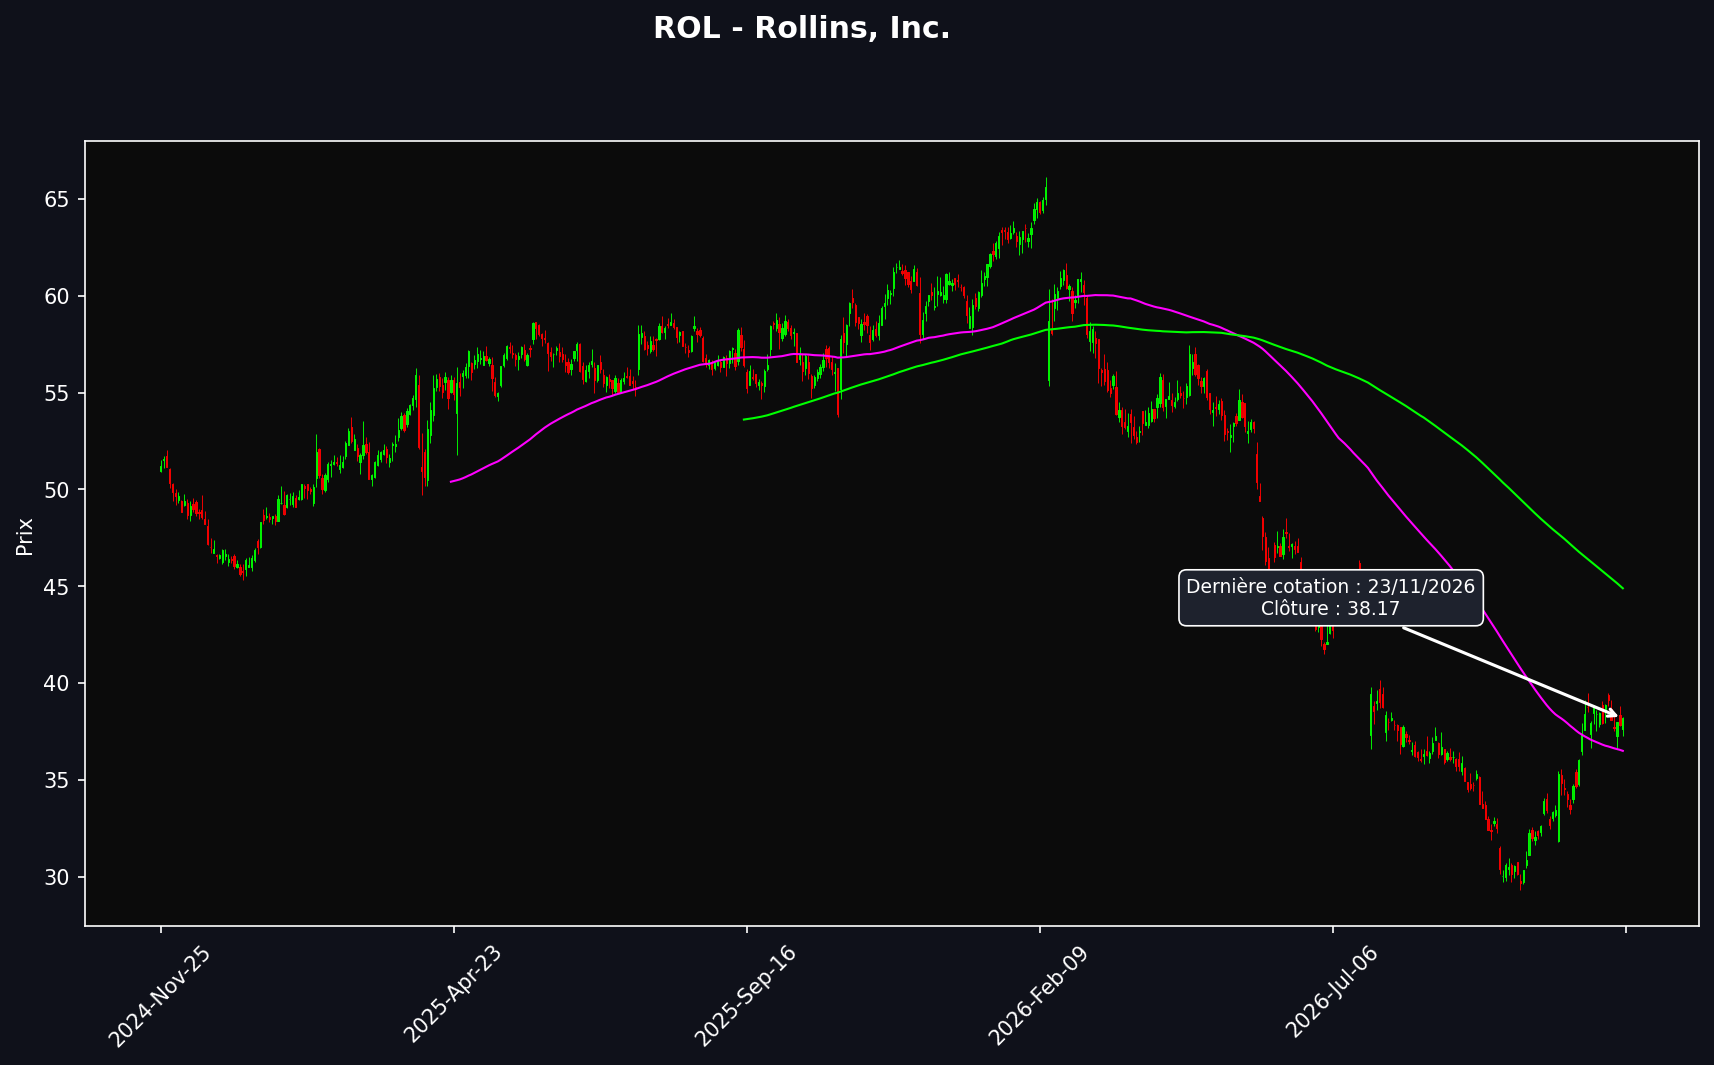 ROL - Rollins, Inc.
Prix
65
60
55
50
45
40
35
30
Dernière cotation : 23/11/2026
Clôture : 38.17
2024-Nov-25
2025-Apr-23
2025-Sep-16
2026-Feb-09
2026-Jul-06